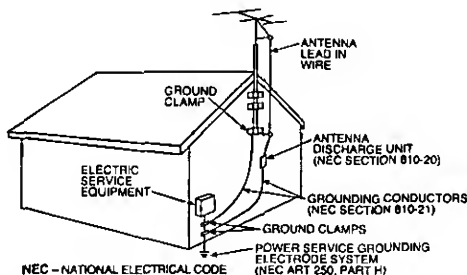 ANTENNA
LEAD IN
WIRE
GROUND
CLAMP
ANTENNA
DISCHARGE UNIT
(NEC SECTION 810-20)
ELECTRIC
SERVICE
EQUIPMENT
GROUNDING CONDUCTORS
(NEC SECTION 810-21)
GROUND CLAMPS
POWER SERVICE GROUNDING
ELECTRODE SYSTEM
(NEC ART 250, PART H)
NEC – NATIONAL ELECTRICAL CODE